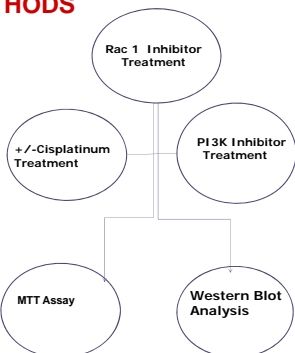 HODS
Rac 1 Inhibitor
Treatment
+/-Cisplatinum
Treatment
PI3K Inhibitor
Treatment
MTT Assay
Western Blot
Analysis